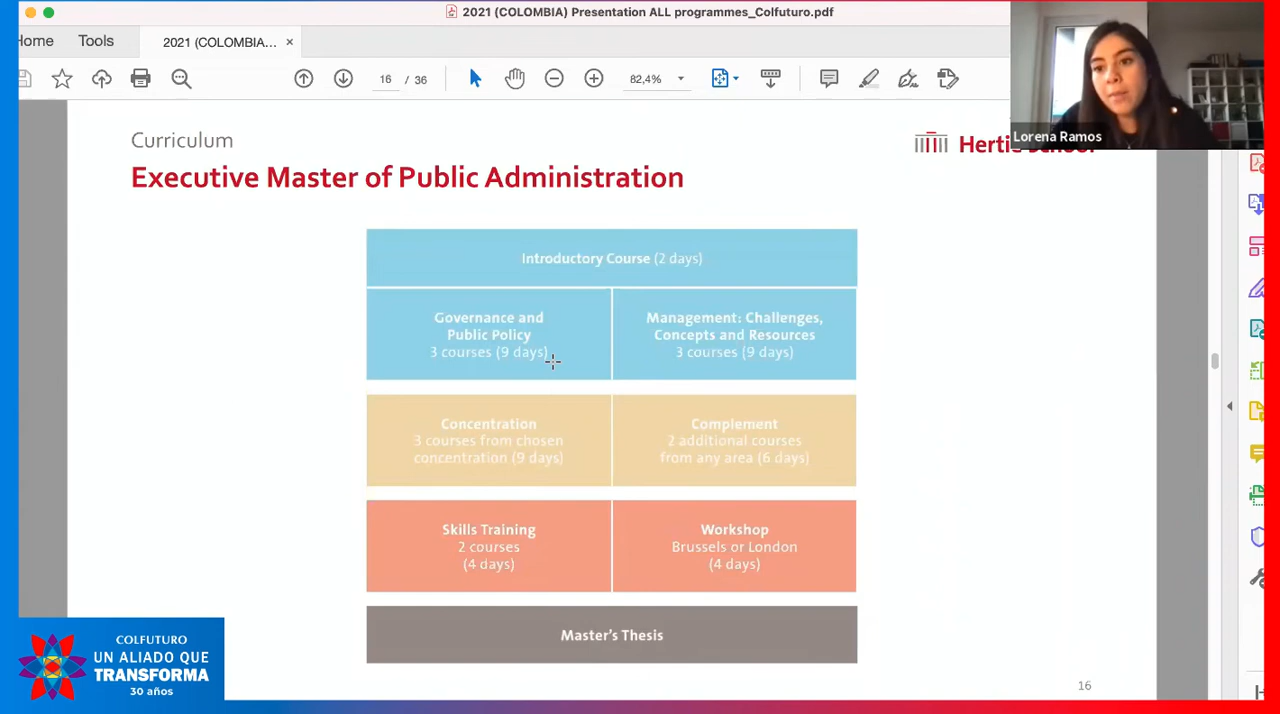 2021 (COLOMBIA) Presentation ALL programmes_Colfuturo.pdf
Home Tools 2021 (COLOMBIA... ×
16 / 36 82,4%
Lorena Ramos
Curriculum
Hertie School
Executive Master of Public Administration
Introductory Course (2 days)
Governance and
Public Policy
3 courses (9 days)
Management: Challenges,
Concepts and Resources
3 courses (9 days)
Concentration
3 courses from chosen
concentration (9 days)
Complement
2 additional courses
from any area (6 days)
Skills Training
2 courses
(4 days)
Workshop
Brussels or London
(4 days)
Master's Thesis
16
COLFUTURO
UN ALIADO QUE
TRANSFORMA
30 años